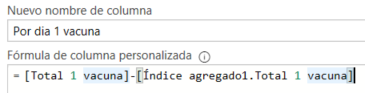 Nuevo nombre de columna
Por dia 1 vacuna
Fórmula de columna personalizada
= [Total 1 vacuna]-[Índice agregado1.Total 1 vacuna]